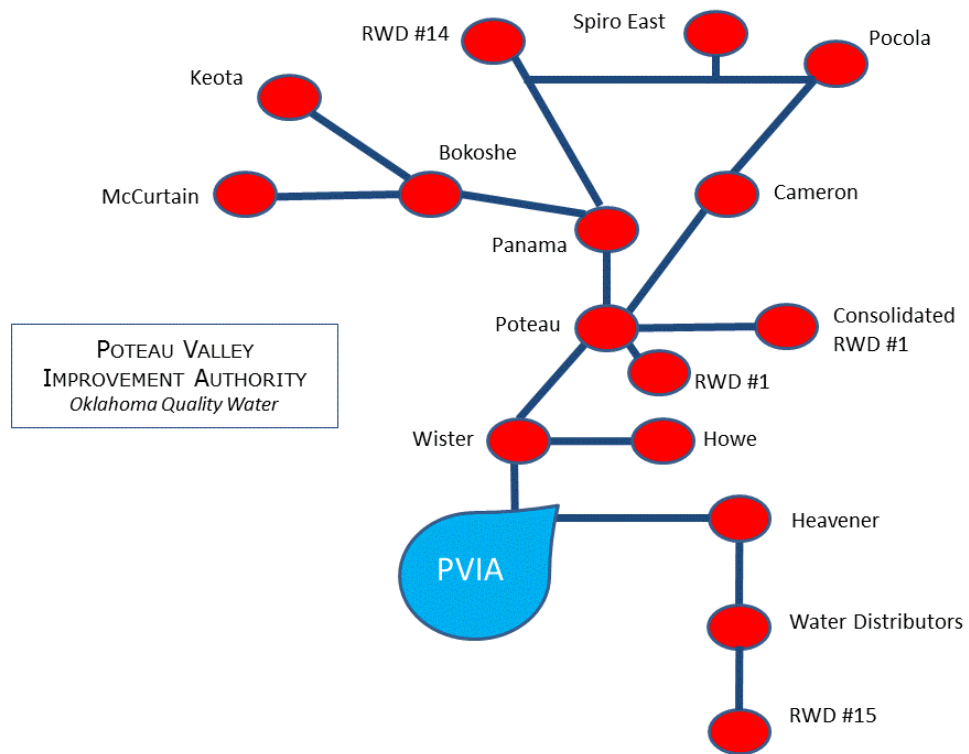 Spiro East
RWD #14
Pocola
Keota
Bokoshe
McCurtain
Cameron
Panama
Poteau
Consolidated
RWD #1
POTEAU VALLEY
IMPROVEMENT AUTHORITY
Oklahoma Quality Water
RWD #1
Wister
Howe
Heavener
PVIA
Water Distributors
RWD #15